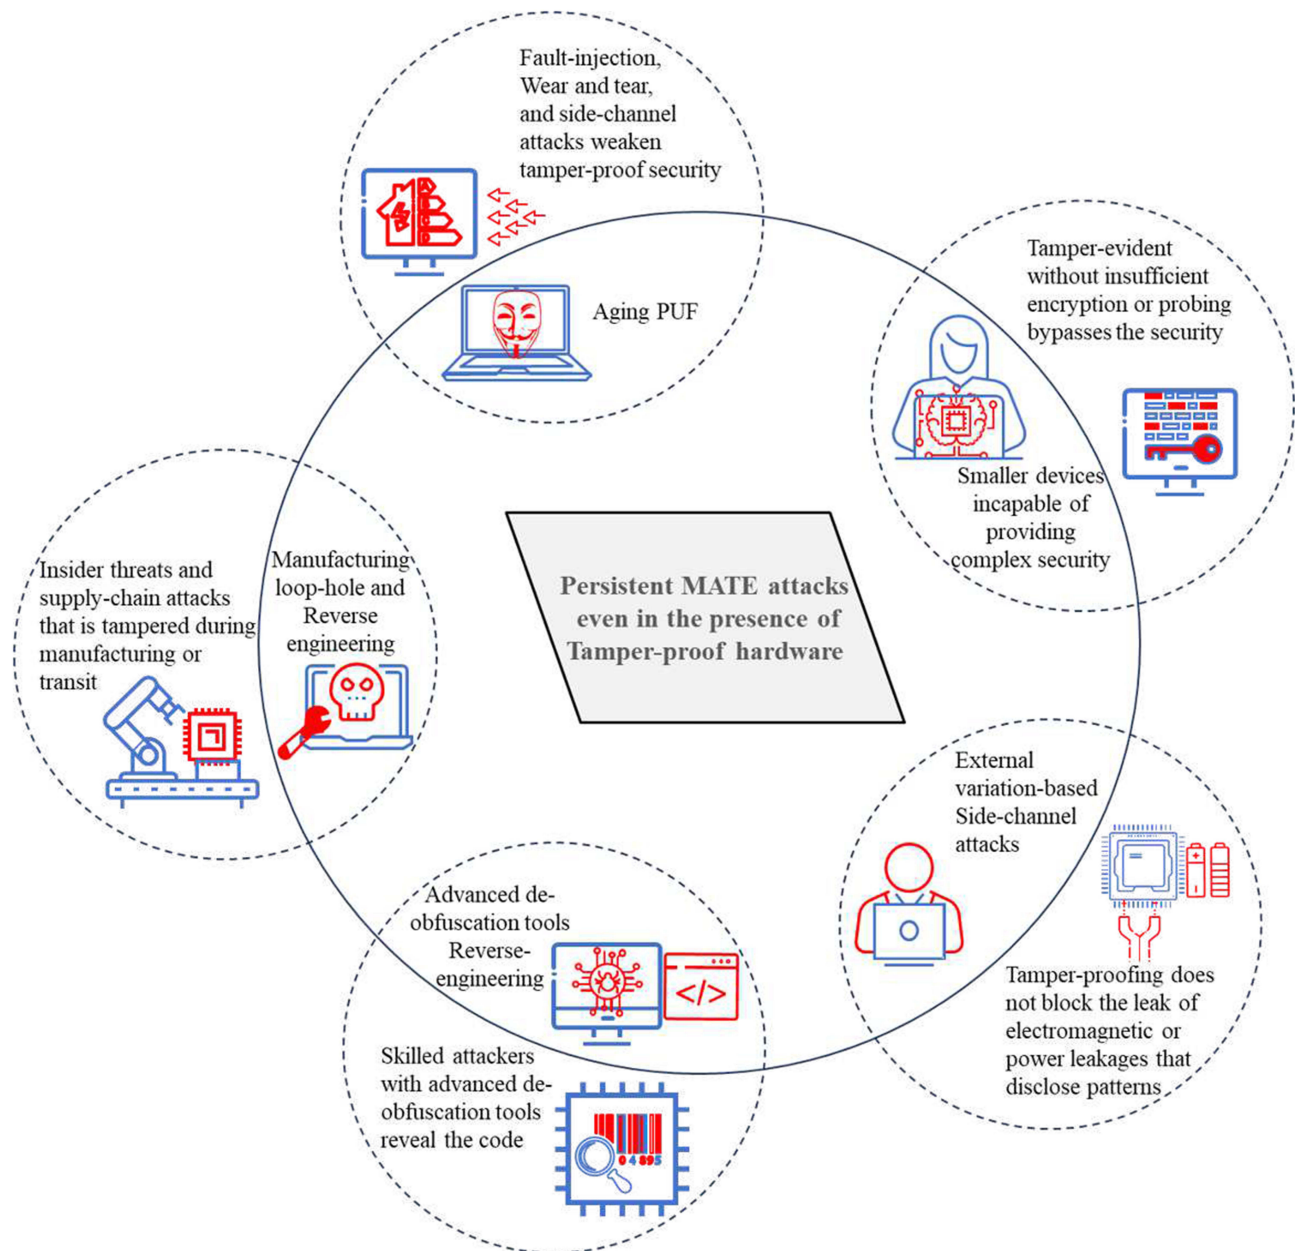 Fault-injection,
Wear and tear,
and side-channel
attacks weaken
tamper-proof security
Aging PUF
Tamper-evident
without insufficient
encryption or probing
bypasses the security
Smaller devices
incapable of
providing
complex security
Insider threats and
supply-chain attacks
that is tampered during
manufacturing or
transit
Manufacturing
loop-hole and
Reverse
engineering
Persistent MATE attacks
even in the presence of
Tamper-proof hardware
External
variation-based
Side-channel
attacks
Tamper-proofing does
not block the leak of
electromagnetic or
power leakages that
disclose patterns
Advanced de-
obfuscation tools
Reverse-
engineering
</>
Skilled attackers
with advanced de-
obfuscation tools
reveal the code
0 4 895